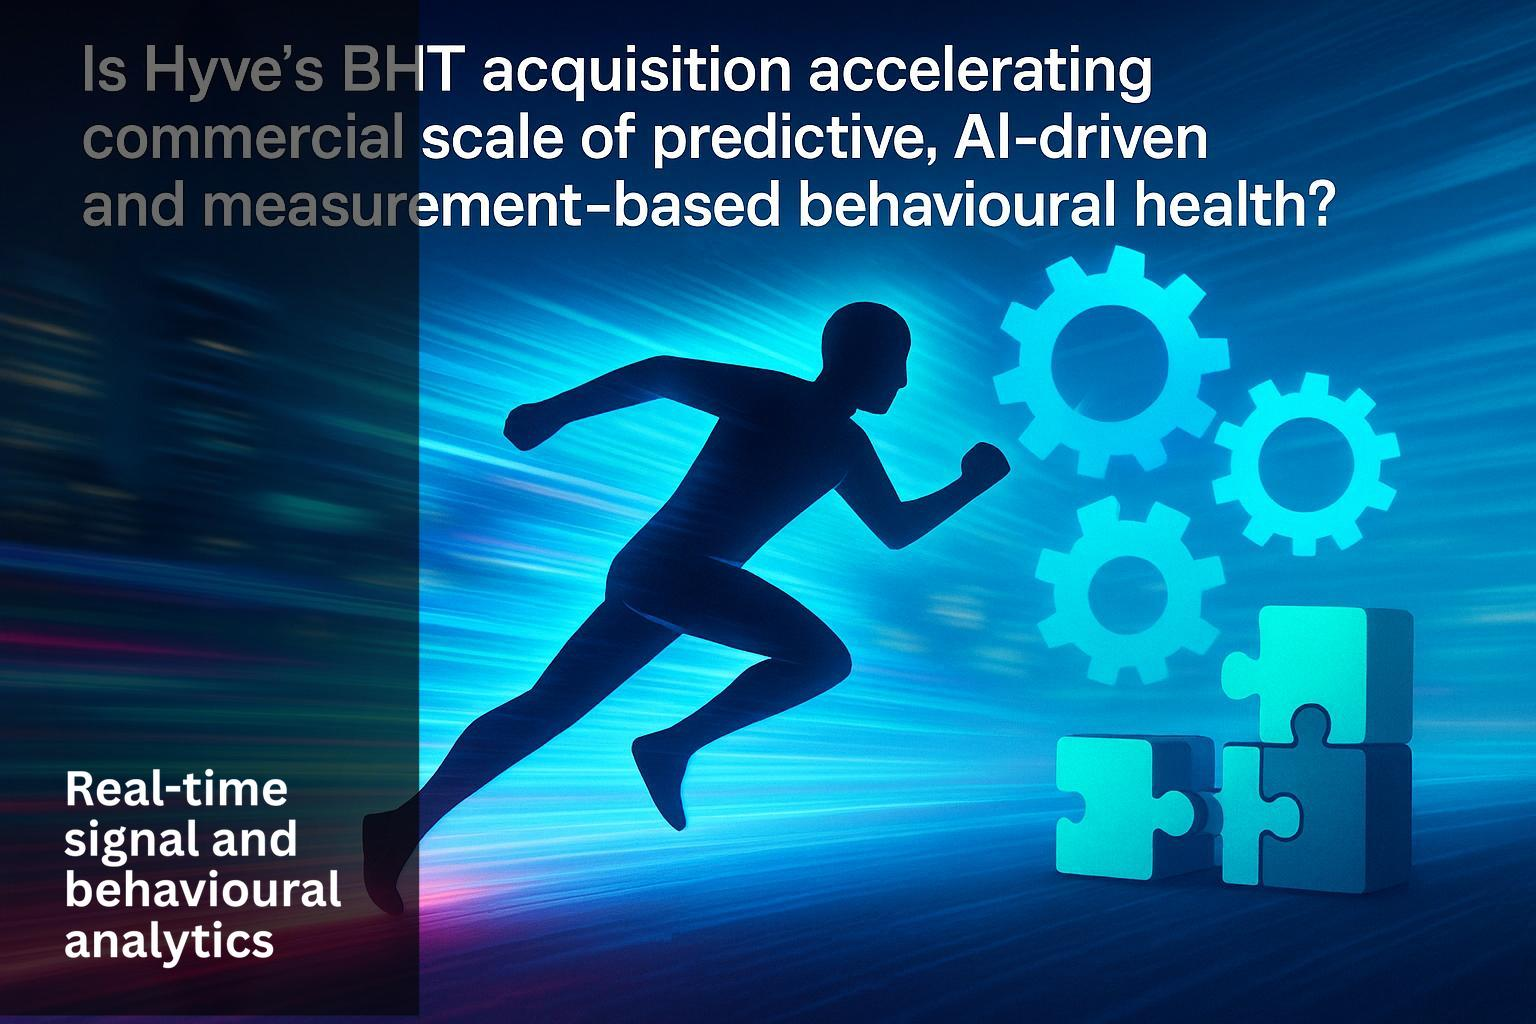 Is Hyve’s BHT acquisition accelerating
commercial scale of predictive, AI-driven
and measurement-based behavioural health?
Real-time
signal and
behavioural
analytics